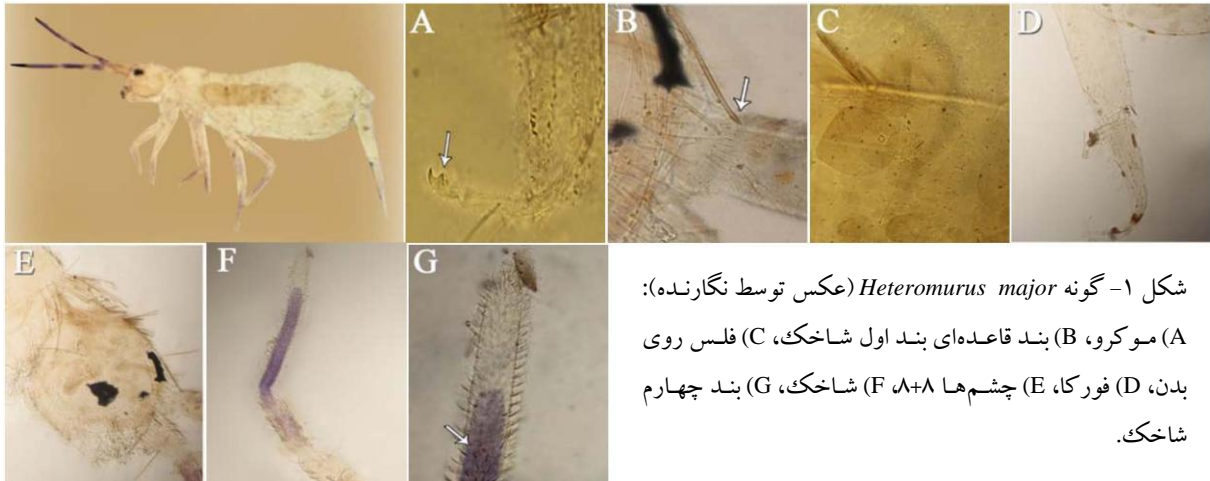 A
B
C
D
E
F
G
شکل ۱- گونه Heteromurus major (عکس توسط نگارنده):
A) موکرو، B) بند قاعده‌ای بند اول شاخک، C) فلس روی
بدن، D) فورکا، E) چشم‌ها ۸+۸، F) شاخک، G) بند چهارم
شاخک.